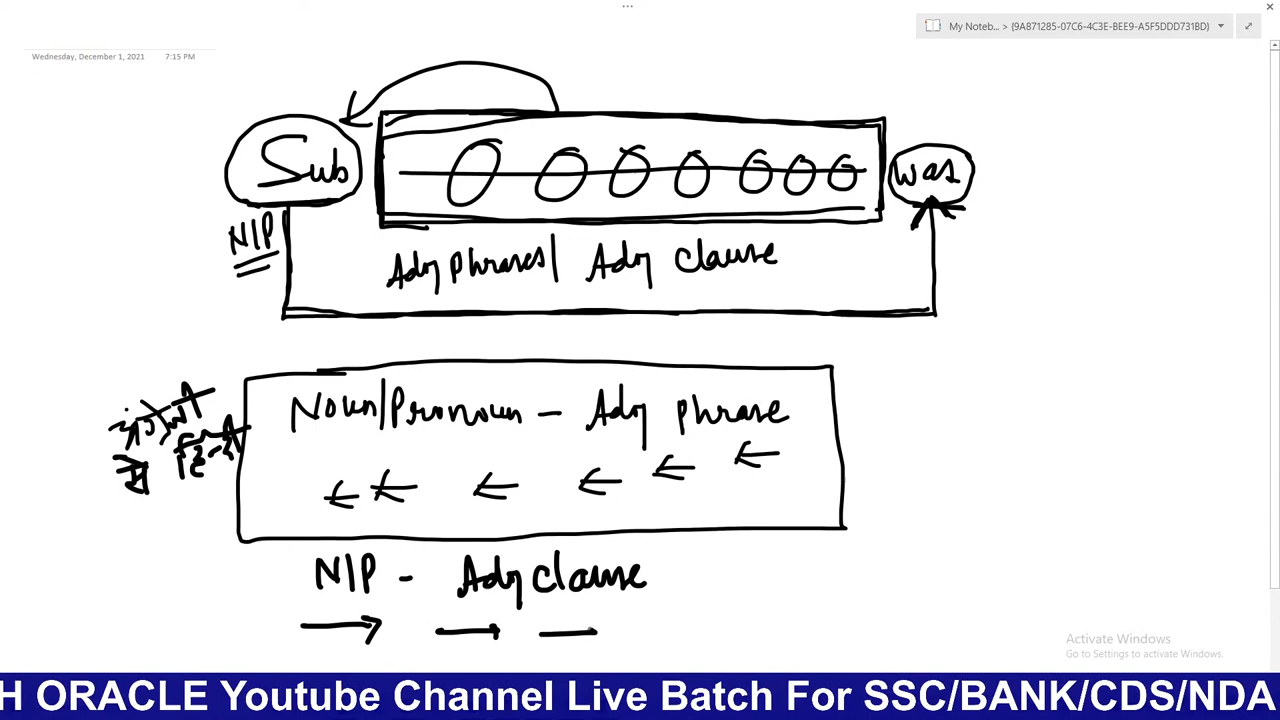 My Noteb... > {9A871285-07C6-4C3E-BEE9-A5F5DDD731BD)
Wednesday, December 1, 2021 7:15 PM
Sub was
N/P
Adj Phrases/ Adj Clause
Noun/Pronoun - Adj phrase
N/P - Adj clause
Activate Windows
Go to Settings to activate Windows.
H ORACLE Youtube Channel Live Batch For SSC/BANK/CDS/NDA